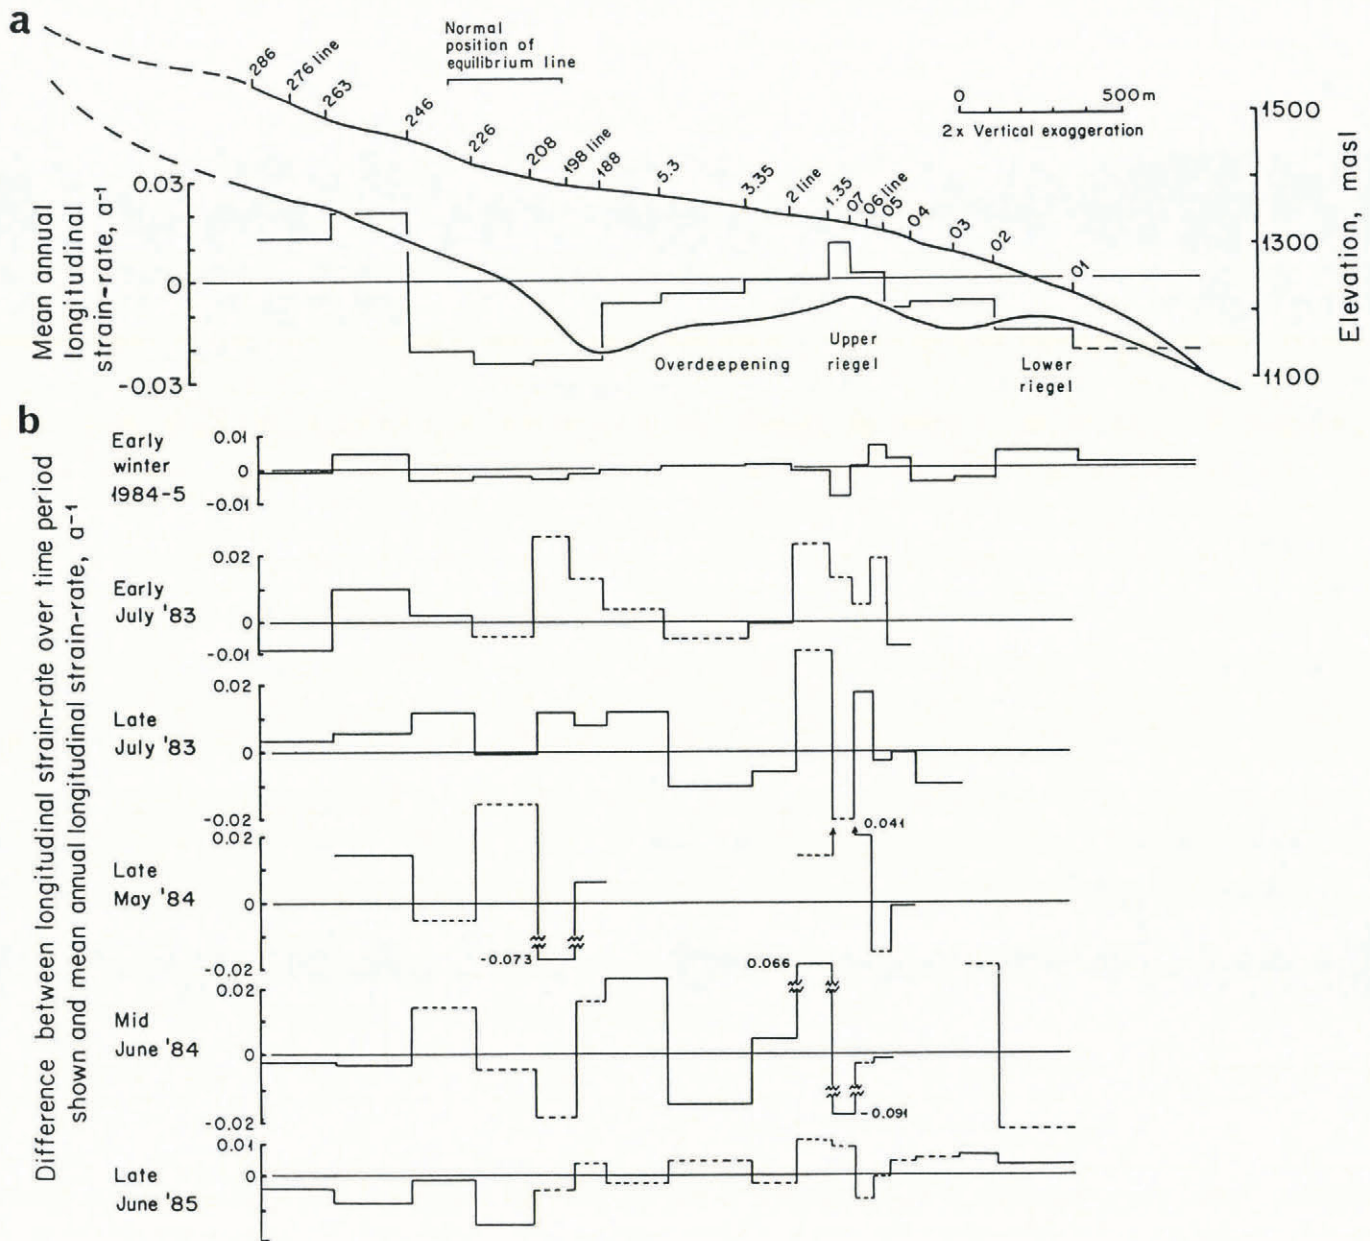 a
Normal
position of
equilibrium line
286
276 line
263
246
226
208
198 line
188
5.3
3.35
2 line
1.35
07
06 line
05
04
03
02
01
0 500m
2x Vertical exaggeration
1500
1300
1100
Elevation, masl
0.03
0
-0.03
Mean annual
longitudinal
strain-rate, a⁻¹
Overdeepening
Upper
riegel
Lower
riegel
b
Difference between longitudinal strain-rate over time period
shown and mean annual longitudinal strain-rate, a⁻¹
Early
winter
1984-5
0.01
0
-0.01
Early
July '83
0.02
0
-0.01
Late
July '83
0.02
0
-0.02
Late
May '84
0.02
0
-0.02
-0.073
0.041
Mid
June '84
0.02
0
-0.02
0.066
-0.091
Late
June '85
0.01
0